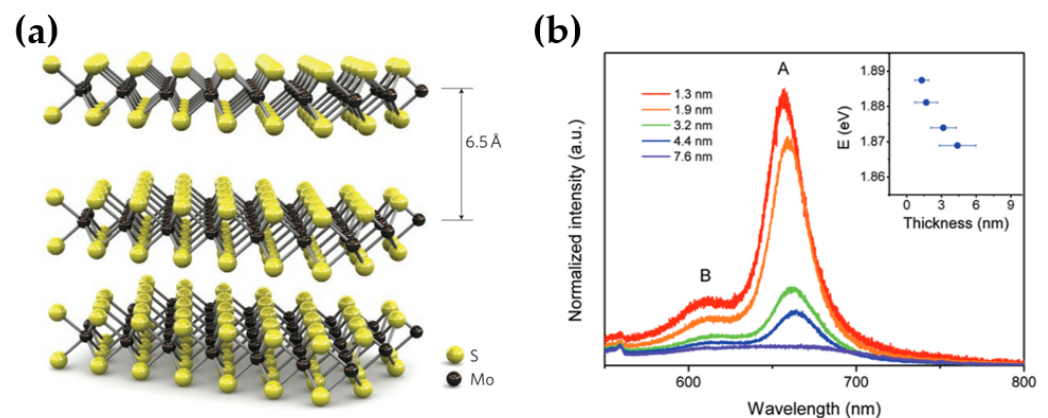 (a)
6.5 Å
S
Mo
(b)
Normalized intensity (a.u.)
1.3 nm
1.9 nm
3.2 nm
4.4 nm
7.6 nm
A
B
600
700
800
Wavelength (nm)
E (eV)
1.89
1.88
1.87
1.86
0
3
6
9
Thickness (nm)